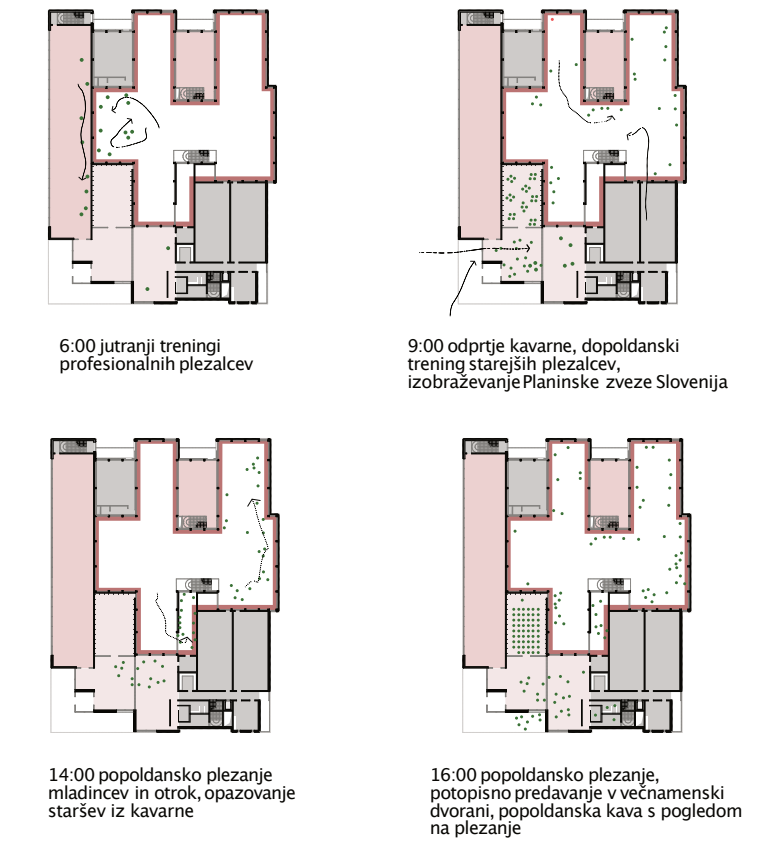 6:00 jutranji treningi
profesionalnih plezalcev
9:00 odprtje kavarne, dopoldanski
trening starejših plezalcev,
izobraževanje Planinske zveze Slovenija
14:00 popoldansko plezanje
mladincev in otrok, opazovanje
staršev iz kavarne
16:00 popoldansko plezanje,
potopisno predavanje v večnamenski
dvorani, popoldanska kava s pogledom
na plezanje